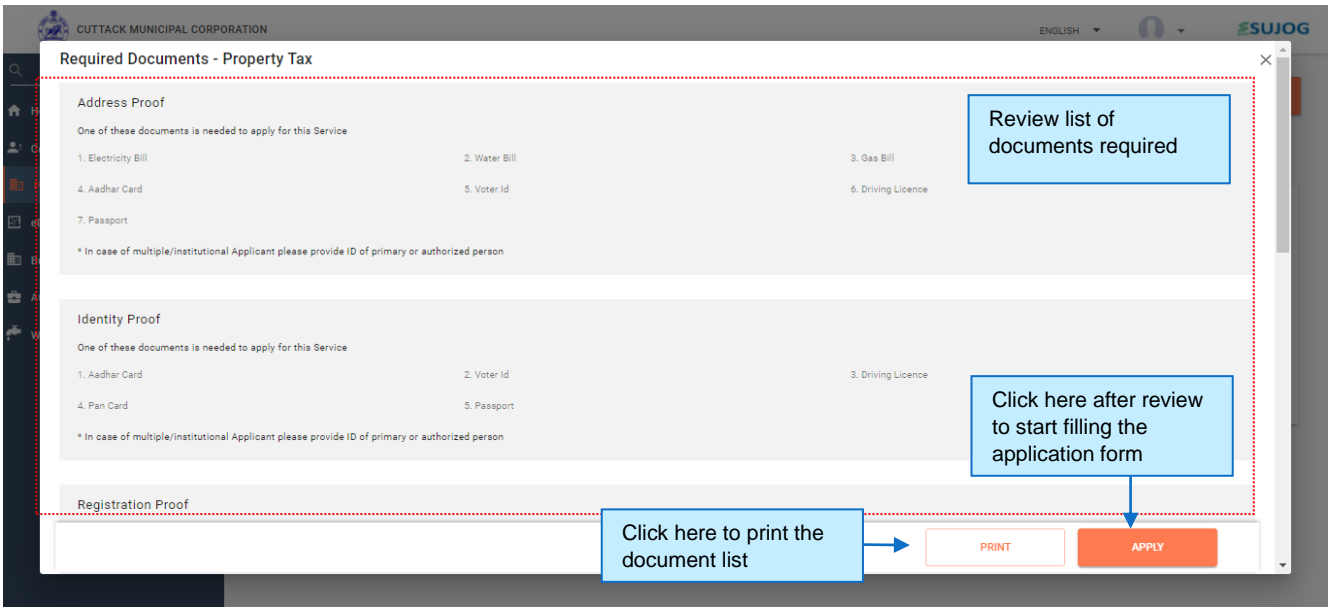 CUTTACK MUNICIPAL CORPORATION
ENGLISH
SUJOG
Required Documents - Property Tax
Address Proof
One of these documents is needed to apply for this Service
1. Electricity Bill
2. Water Bill
3. Gas Bill
4. Aadhar Card
5. Voter Id
6. Driving Licence
7. Passport
* In case of multiple/institutional Applicant please provide ID of primary or authorized person
Review list of
documents required
Identity Proof
One of these documents is needed to apply for this Service
1. Aadhar Card
2. Voter Id
3. Driving Licence
4. Pan Card
5. Passport
* In case of multiple/institutional Applicant please provide ID of primary or authorized person
Click here after review
to start filling the
application form
Registration Proof
Click here to print the
document list
PRINT
APPLY